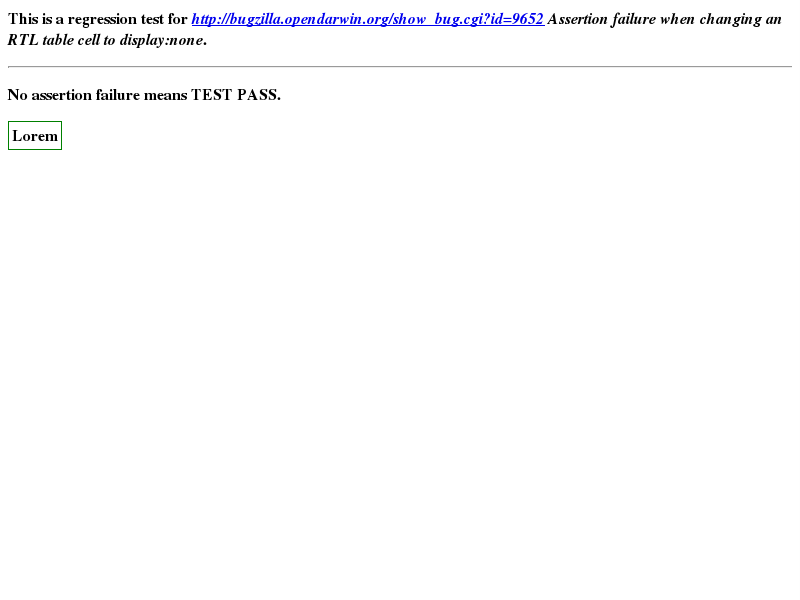 This is a regression test for http://bugzilla.opendarwin.org/show_bug.cgi?id=9652 Assertion failure when changing an
RTL table cell to display:none.
No assertion failure means TEST PASS.
Lorem